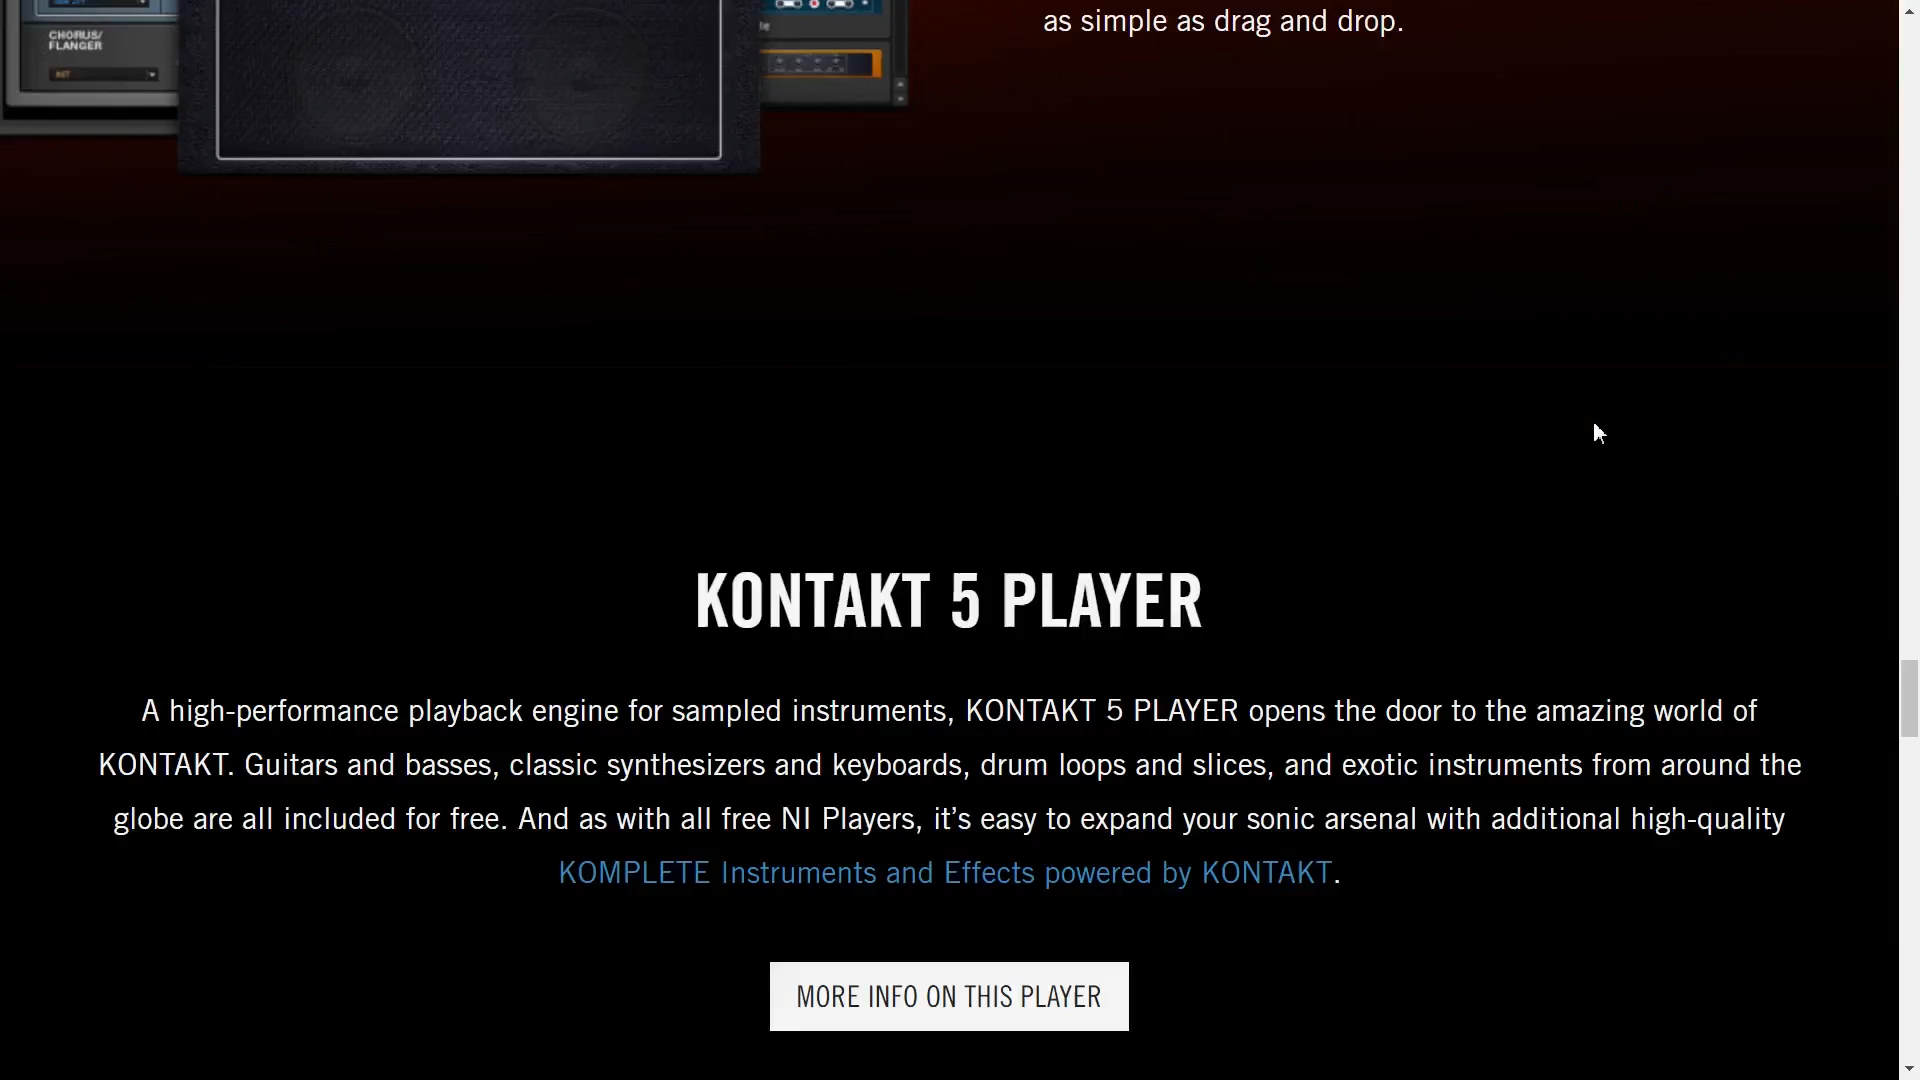 as simple as drag and drop.
CHORUS/
FLANGER
KONTAKT 5 PLAYER
A high-performance playback engine for sampled instruments, KONTAKT 5 PLAYER opens the door to the amazing world of
KONTAKT. Guitars and basses, classic synthesizers and keyboards, drum loops and slices, and exotic instruments from around the
globe are all included for free. And as with all free NI Players, it’s easy to expand your sonic arsenal with additional high-quality
KOMPLETE Instruments and Effects powered by KONTAKT.
MORE INFO ON THIS PLAYER